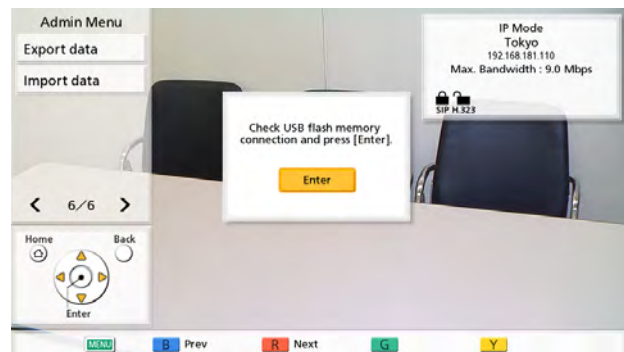 Admin Menu
Export data
Import data
6/6
Home
Back
Enter
IP Mode
Tokyo
192.168.181.110
Max. Bandwidth : 9.0 Mbps
SIP H.323
Check USB flash memory
connection and press [Enter].
Enter
MENU
B Prev
R Next
G
Y